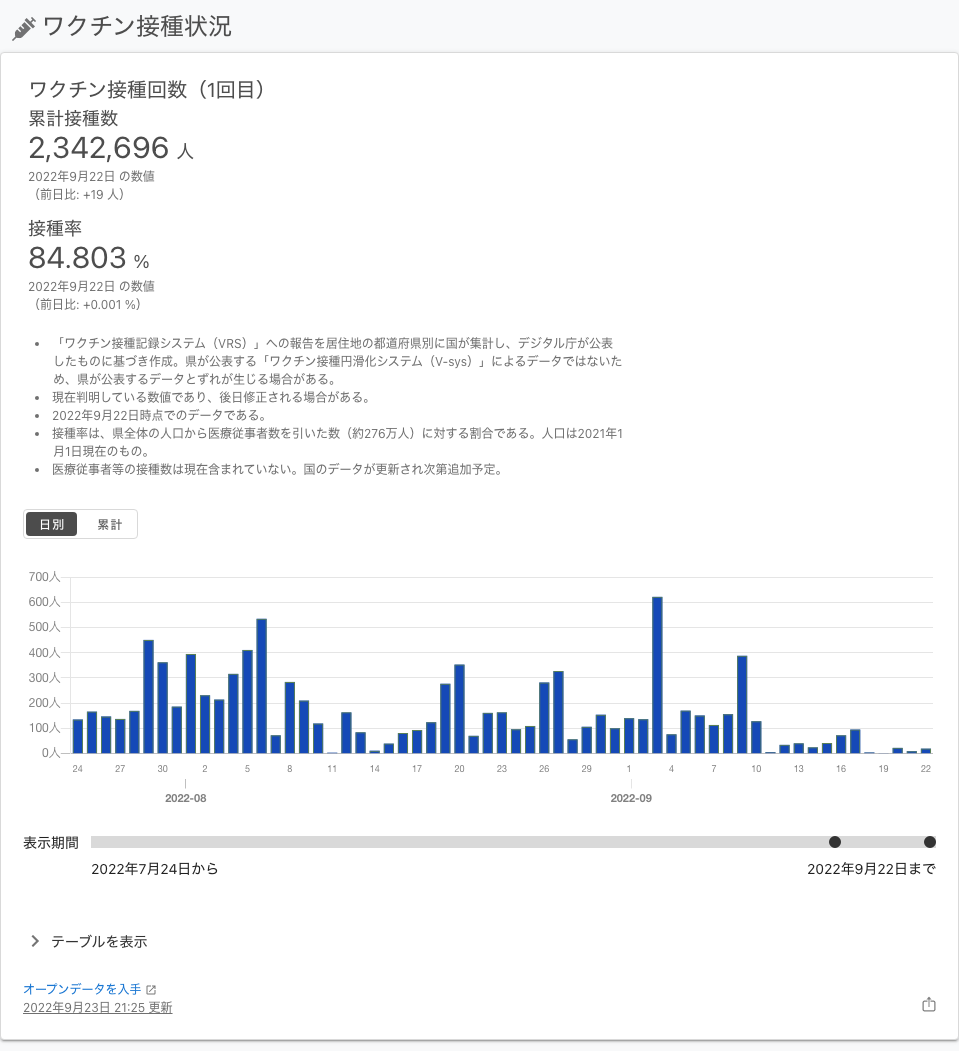 ワクチン接種状況
ワクチン接種回数（1回目）
累計接種数
2,342,696 人
2022年9月22日 の数値
（前日比: +19 人）
接種率
84.803 %
2022年9月22日 の数値
（前日比: +0.001 %）
• 「ワクチン接種記録システム（VRS）」への報告を居住地の都道府県別に国が集計し、デジタル庁が公表
したものに基づき作成。県が公表する「ワクチン接種円滑化システム（V-sys）」によるデータではないた
め、県が公表するデータとずれが生じる場合がある。
• 現在判明している数値であり、後日修正される場合がある。
• 2022年9月22日時点でのデータである。
• 接種率は、県全体の人口から医療従事者数を引いた数（約276万人）に対する割合である。人口は2021年1
月1日現在のもの。
• 医療従事者等の接種数は現在含まれていない。国のデータが更新され次第追加予定。
日別 累計
700人
600人
500人
400人
300人
200人
100人
0人
24 27 30 2 5 8 11 14 17 20 23 26 29 1 4 7 10 13 16 19 22
2022-08 2022-09
表示期間
2022年7月24日から 2022年9月22日まで
テーブルを表示
オープンデータを入手
2022年9月23日 21:25 更新